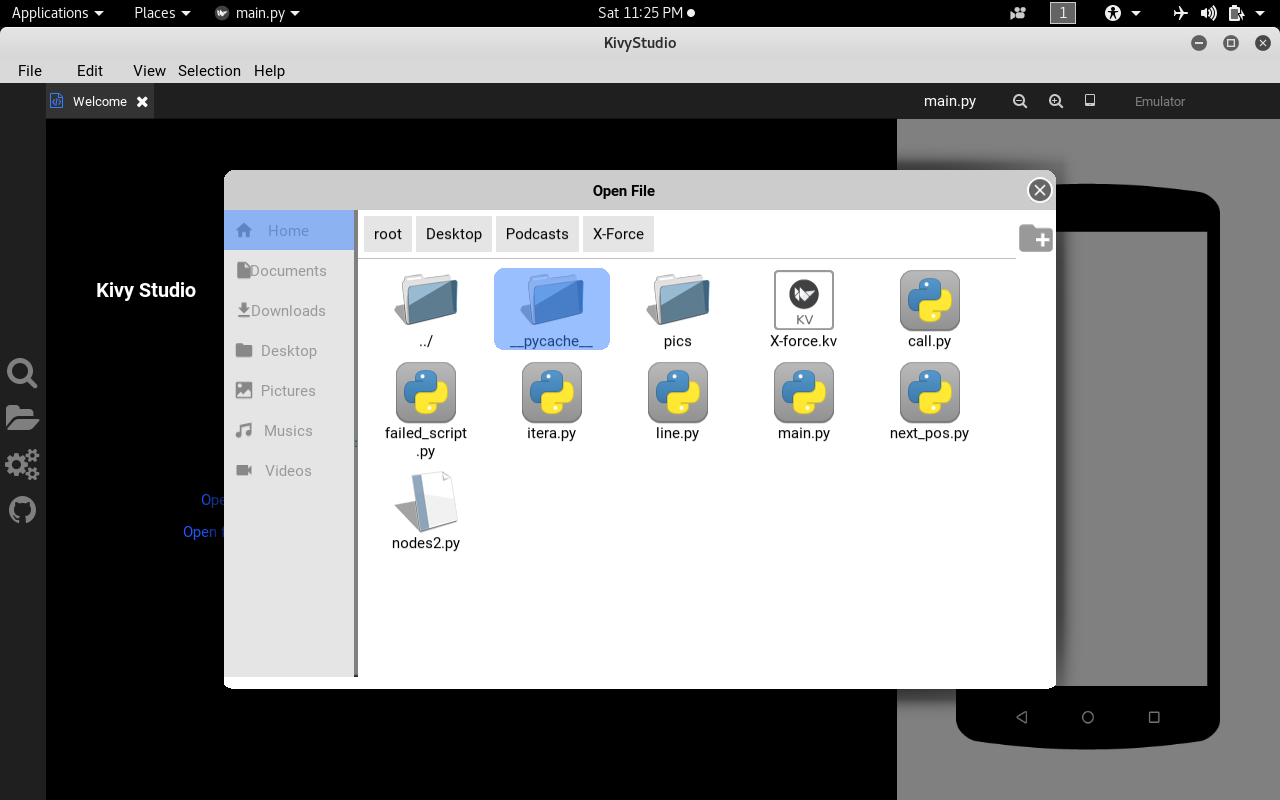 Applications Places main.py Sat 11:25 PM 1
KivyStudio
File Edit View Selection Help
Welcome main.py Emulator
Open File
Home root Desktop Podcasts X-Force
Documents
Downloads
Desktop
Pictures
Musics
Videos
Kivy Studio
Ope
Open
../ __pycache__ pics X-force.kv call.py
KV
failed_script itera.py line.py main.py next_pos.py
.py
nodes2.py